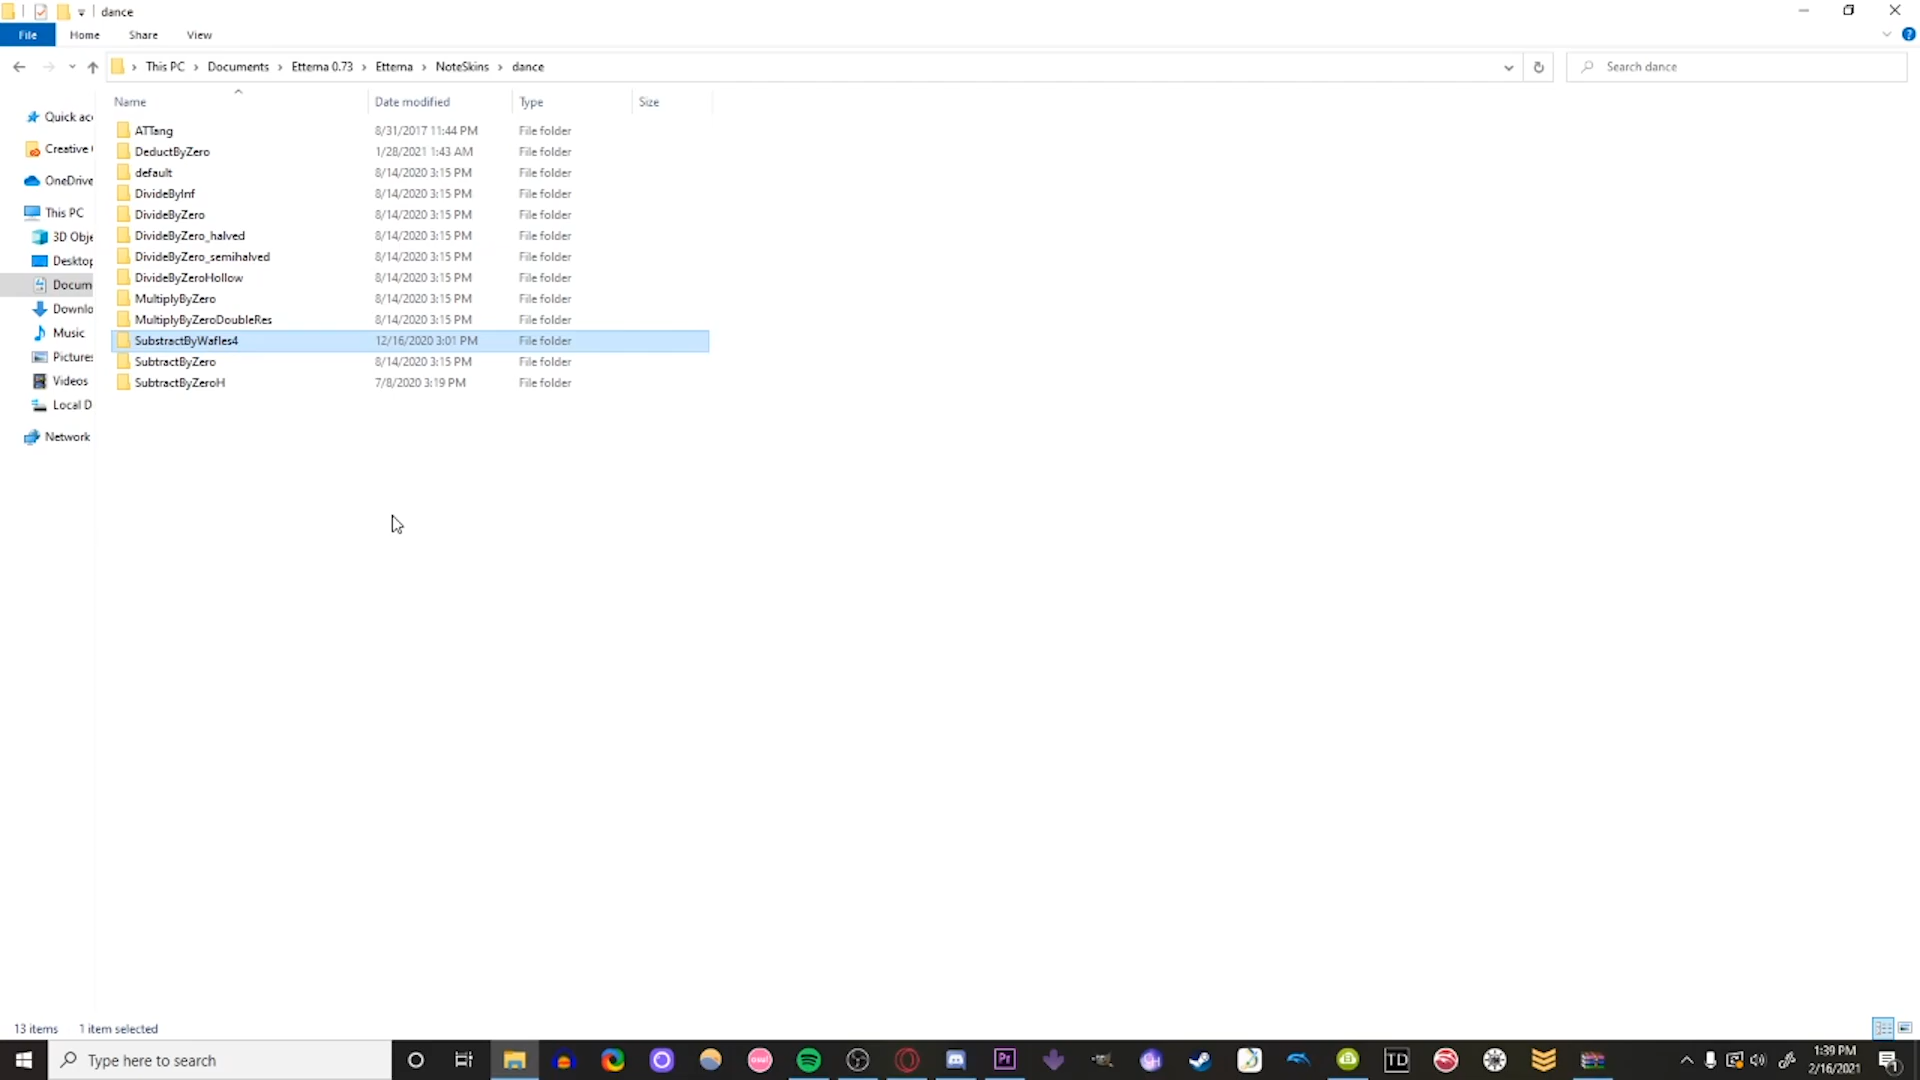 dance
File Home Share View
This PC > Documents > Etterna 0.73 > Etterna > NoteSkins > dance
Search dance
Name Date modified Type Size
Quick acc
Creative
OneDrive
This PC
3D Obje
Desktop
Docum
Downlo
Music
Pictures
Videos
Local D
Network
ATTang 8/31/2017 11:44 PM File folder
DeductByZero 1/28/2021 1:43 AM File folder
default 8/14/2020 3:15 PM File folder
DivideByInf 8/14/2020 3:15 PM File folder
DivideByZero 8/14/2020 3:15 PM File folder
DivideByZero_halved 8/14/2020 3:15 PM File folder
DivideByZero_semihalved 8/14/2020 3:15 PM File folder
DivideByZeroHollow 8/14/2020 3:15 PM File folder
MultiplyByZero 8/14/2020 3:15 PM File folder
MultiplyByZeroDoubleRes 8/14/2020 3:15 PM File folder
SubstractByWafles4 12/16/2020 3:01 PM File folder
SubtractByZero 8/14/2020 3:15 PM File folder
SubtractByZeroH 7/8/2020 3:19 PM File folder
13 items 1 item selected
Type here to search
osu!
Pr
TD
1:39 PM
2/16/2021
1